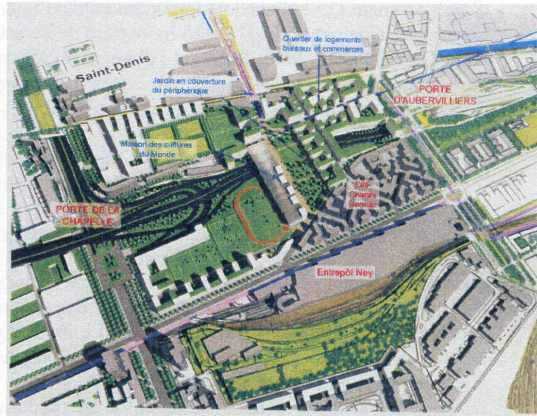 Quartier de logements
bureaux et commerces
Saint-Denis
Jardin en couverture
du périphérique
PORTE
D'AUBERVILLIERS
Maison des cultures
du Monde
Cité
Charles
Hermite
PORTE DE LA
CHAPELLE
Entrepôt Ney